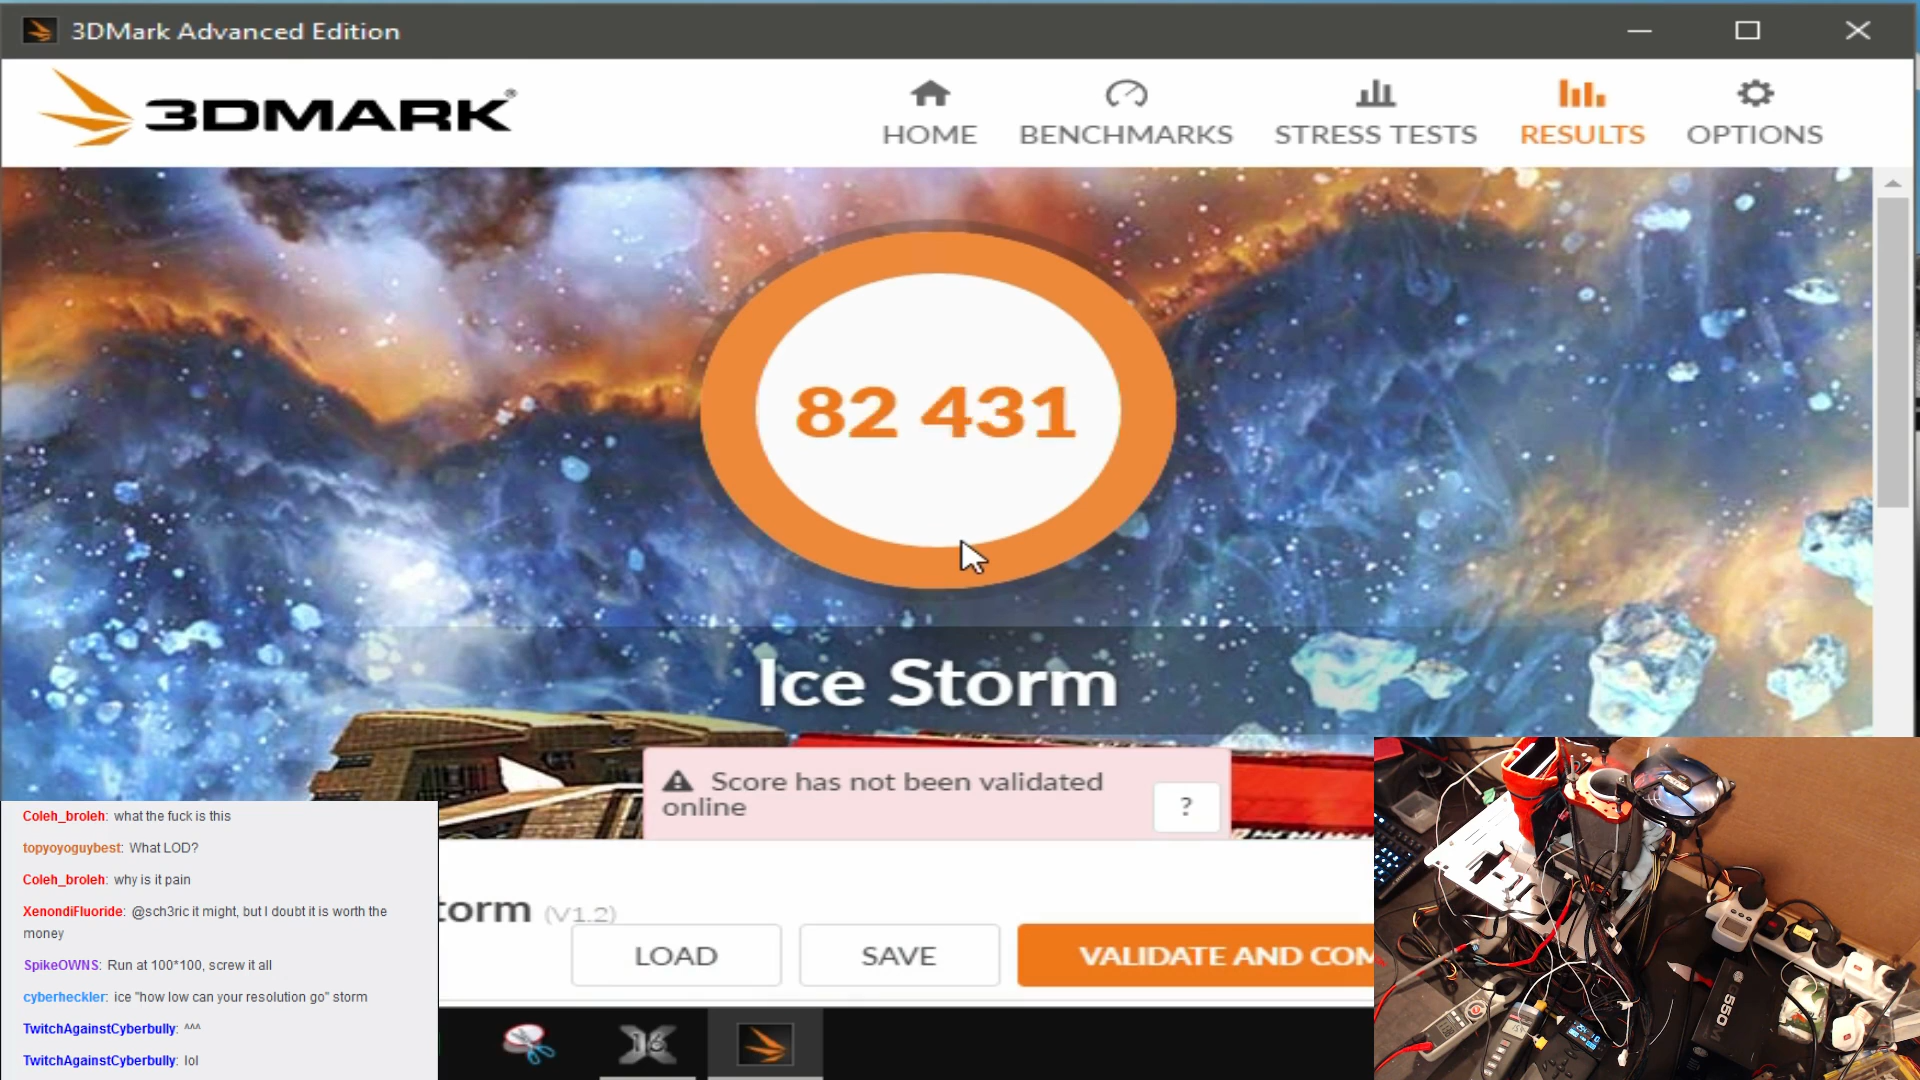 3DMark Advanced Edition
3DMARK®
HOME
BENCHMARKS
STRESS TESTS
RESULTS
OPTIONS
82 431
Ice Storm
Score has not been validated
online
?
torm (V1.2)
LOAD
SAVE
VALIDATE AND COM
Coleh_broleh: what the fuck is this
topyoyoguybest: What LOD?
Coleh_broleh: why is it pain
XenondiFluoride: @sch3ric it might, but I doubt it is worth the
money
SpikeOWNS: Run at 100*100, screw it all
cyberheckler: ice "how low can your resolution go" storm
TwitchAgainstCyberbully: ^^^
TwitchAgainstCyberbully: lol
16
550